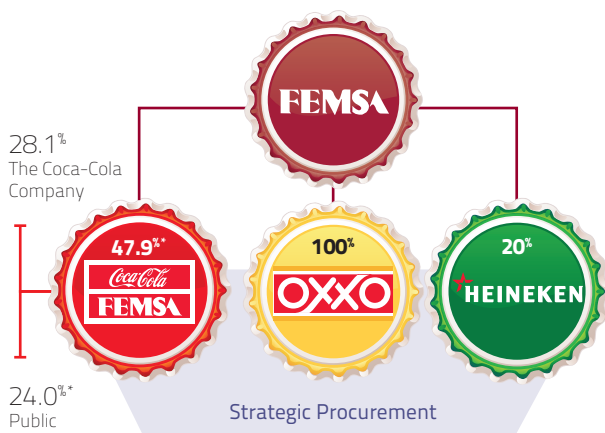 FEMSA
28.1%
The Coca-Cola
Company
47.9%*
Coca-Cola
FEMSA
100%
OXXO
20%
HEINEKEN
24.0%*
Public
Strategic Procurement